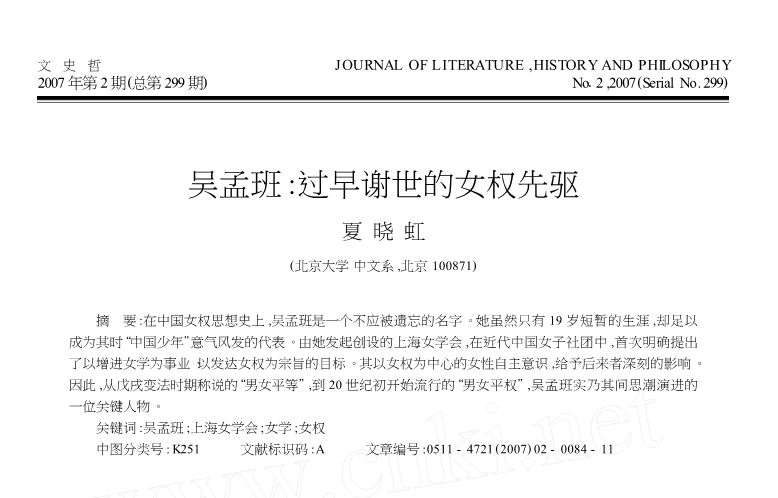 文 史 哲
JOURNAL OF LITERATURE ,HISTORY AND PHILOSOPHY
2007 年第 2 期(总第 299 期)
No. 2 ,2007(Serial No. 299)
吴孟班:过早谢世的女权先驱
夏 晓 虹
(北京大学 中文系 ,北京 100871)
摘 要:在中国女权思想史上 ,吴孟班是一个不应被遗忘的名字 。她虽然只有 19 岁短暂的生涯 ,却足以
成为其时“中国少年”意气风发的代表 。由她发起创设的上海女学会 ,在近代中国女子社团中 ,首次明确提出
了以增进女学为事业 以发达女权为宗旨的目标 。其以女权为中心的女性自主意识 ,给予后来者深刻的影响 。
因此 ,从戊戌变法时期称说的“男女平等”,到 20 世纪初开始流行的“男女平权”,吴孟班实乃其间思潮演进的
一位关键人物 。
关键词 :吴孟班 ;上海女学会 ;女学 ;女权
中图分类号 : K251 文献标识码 :A 文章编号 :0511 - 4721 (2007) 02 - 0084 - 11
www.cnki.net